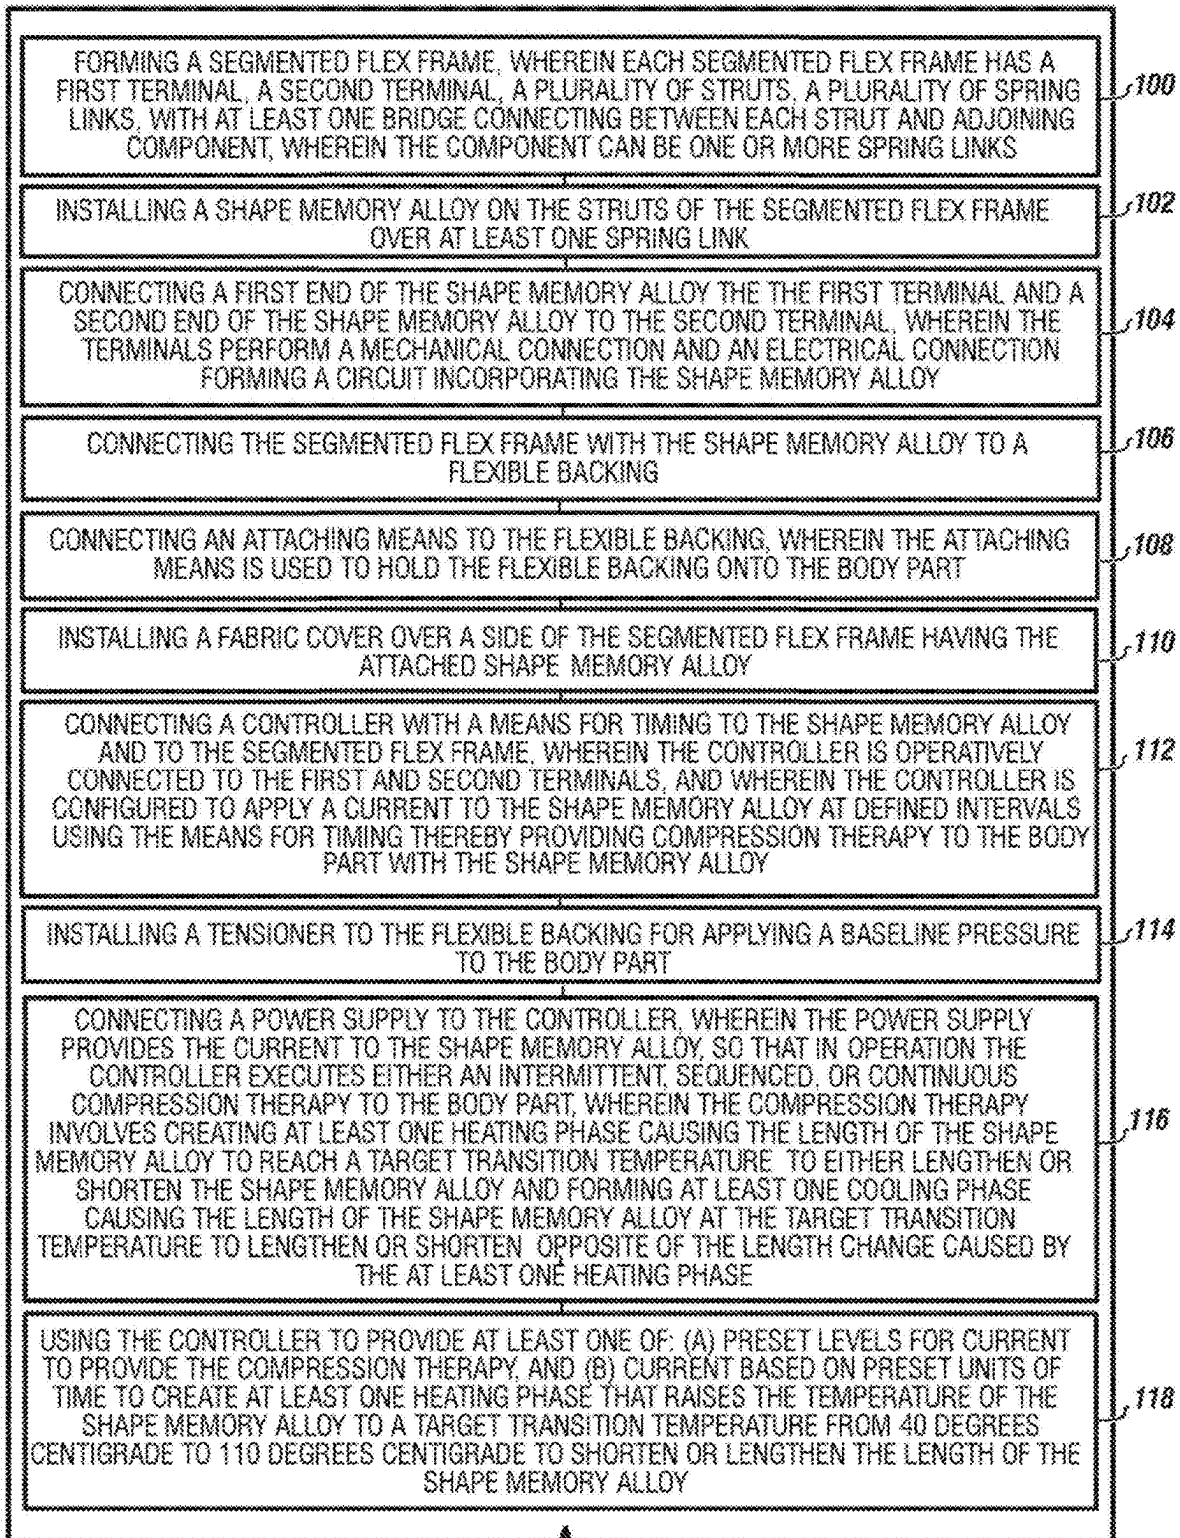 FORMING A SEGMENTED FLEX FRAME, WHEREIN EACH SEGMENTED FLEX FRAME HAS A
FIRST TERMINAL, A SECOND TERMINAL, A PLURALITY OF STRUTS, A PLURALITY OF SPRING
LINKS, WITH AT LEAST ONE BRIDGE CONNECTING BETWEEN EACH STRUT AND ADJOINING
COMPONENT, WHEREIN THE COMPONENT CAN BE ONE OR MORE SPRING LINKS
100
INSTALLING A SHAPE MEMORY ALLOY ON THE STRUTS OF THE SEGMENTED FLEX FRAME
OVER AT LEAST ONE SPRING LINK
102
CONNECTING A FIRST END OF THE SHAPE MEMORY ALLOY THE THE FIRST TERMINAL AND A
SECOND END OF THE SHAPE MEMORY ALLOY TO THE SECOND TERMINAL, WHEREIN THE
TERMINALS PERFORM A MECHANICAL CONNECTION AND AN ELECTRICAL CONNECTION
FORMING A CIRCUIT INCORPORATING THE SHAPE MEMORY ALLOY
104
CONNECTING THE SEGMENTED FLEX FRAME WITH THE SHAPE MEMORY ALLOY TO A
FLEXIBLE BACKING
106
CONNECTING AN ATTACHING MEANS TO THE FLEXIBLE BACKING, WHEREIN THE ATTACHING
MEANS IS USED TO HOLD THE FLEXIBLE BACKING ONTO THE BODY PART
108
INSTALLING A FABRIC COVER OVER A SIDE OF THE SEGMENTED FLEX FRAME HAVING THE
ATTACHED SHAPE MEMORY ALLOY
110
CONNECTING A CONTROLLER WITH A MEANS FOR TIMING TO THE SHAPE MEMORY ALLOY
AND TO THE SEGMENTED FLEX FRAME, WHEREIN THE CONTROLLER IS OPERATIVELY
CONNECTED TO THE FIRST AND SECOND TERMINALS, AND WHEREIN THE CONTROLLER IS
CONFIGURED TO APPLY A CURRENT TO THE SHAPE MEMORY ALLOY AT DEFINED INTERVALS
USING THE MEANS FOR TIMING THEREBY PROVIDING COMPRESSION THERAPY TO THE BODY
PART WITH THE SHAPE MEMORY ALLOY
112
INSTALLING A TENSIONER TO THE FLEXIBLE BACKING FOR APPLYING A BASELINE PRESSURE
TO THE BODY PART
114
CONNECTING A POWER SUPPLY TO THE CONTROLLER, WHEREIN THE POWER SUPPLY
PROVIDES THE CURRENT TO THE SHAPE MEMORY ALLOY, SO THAT IN OPERATION THE
CONTROLLER EXECUTES EITHER AN INTERMITTENT, SEQUENCED, OR CONTINUOUS
COMPRESSION THERAPY TO THE BODY PART, WHEREIN THE COMPRESSION THERAPY
INVOLVES CREATING AT LEAST ONE HEATING PHASE CAUSING THE LENGTH OF THE SHAPE
MEMORY ALLOY TO REACH A TARGET TRANSITION TEMPERATURE TO EITHER LENGTHEN OR
SHORTEN THE SHAPE MEMORY ALLOY AND FORMING AT LEAST ONE COOLING PHASE
CAUSING THE LENGTH OF THE SHAPE MEMORY ALLOY AT THE TARGET TRANSITION
TEMPERATURE TO LENGTHEN OR SHORTEN OPPOSITE OF THE LENGTH CHANGE CAUSED BY
THE AT LEAST ONE HEATING PHASE
116
USING THE CONTROLLER TO PROVIDE AT LEAST ONE OF: (A) PRESET LEVELS FOR CURRENT
TO PROVIDE THE COMPRESSION THERAPY, AND (B) CURRENT BASED ON PRESET UNITS OF
TIME TO CREATE AT LEAST ONE HEATING PHASE THAT RAISES THE TEMPERATURE OF THE
SHAPE MEMORY ALLOY TO A TARGET TRANSITION TEMPERATURE FROM 40 DEGREES
CENTIGRADE TO 110 DEGREES CENTIGRADE TO SHORTEN OR LENGTHEN THE LENGTH OF THE
SHAPE MEMORY ALLOY
118